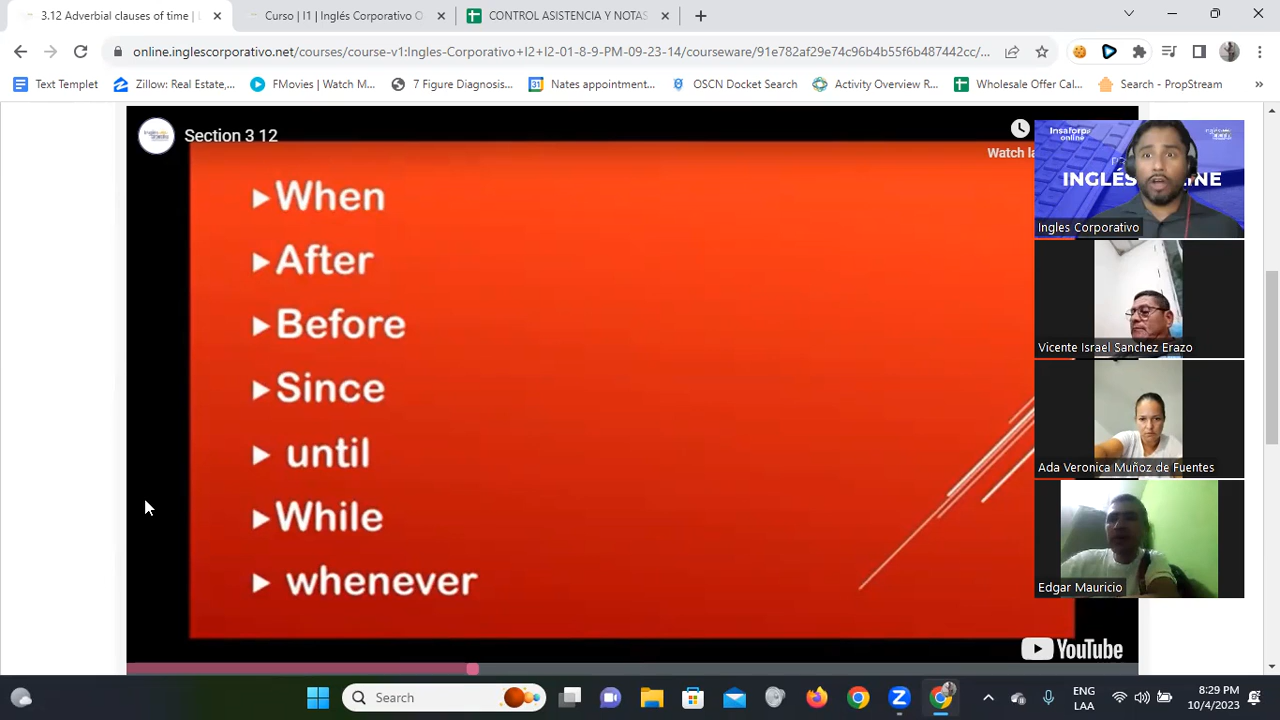 3.12 Adverbial clauses of time | L
Curso | I1 | Inglés Corporativo O
CONTROL ASISTENCIA Y NOTAS
online.inglescorporativo.net/courses/course-v1:Ingles-Corporativo+I2+I2-01-8-9-PM-09-23-14/courseware/91e782af29e74c96b4b55f6b487442cc/...
Text Templet
Zillow: Real Estate,...
FMovies | Watch M...
7 Figure Diagnosis...
Nates appointment...
OSCN Docket Search
Activity Overview R...
Wholesale Offer Cal...
Search - PropStream
Section 3 12
Watch la
When
After
Before
Since
until
While
whenever
YouTube
Insaforp
online
INGLÉS ONLINE
Ingles Corporativo
Vicente Israel Sanchez Erazo
Ada Veronica Muñoz de Fuentes
Edgar Mauricio
Search
ENG
LAA
8:29 PM
10/4/2023